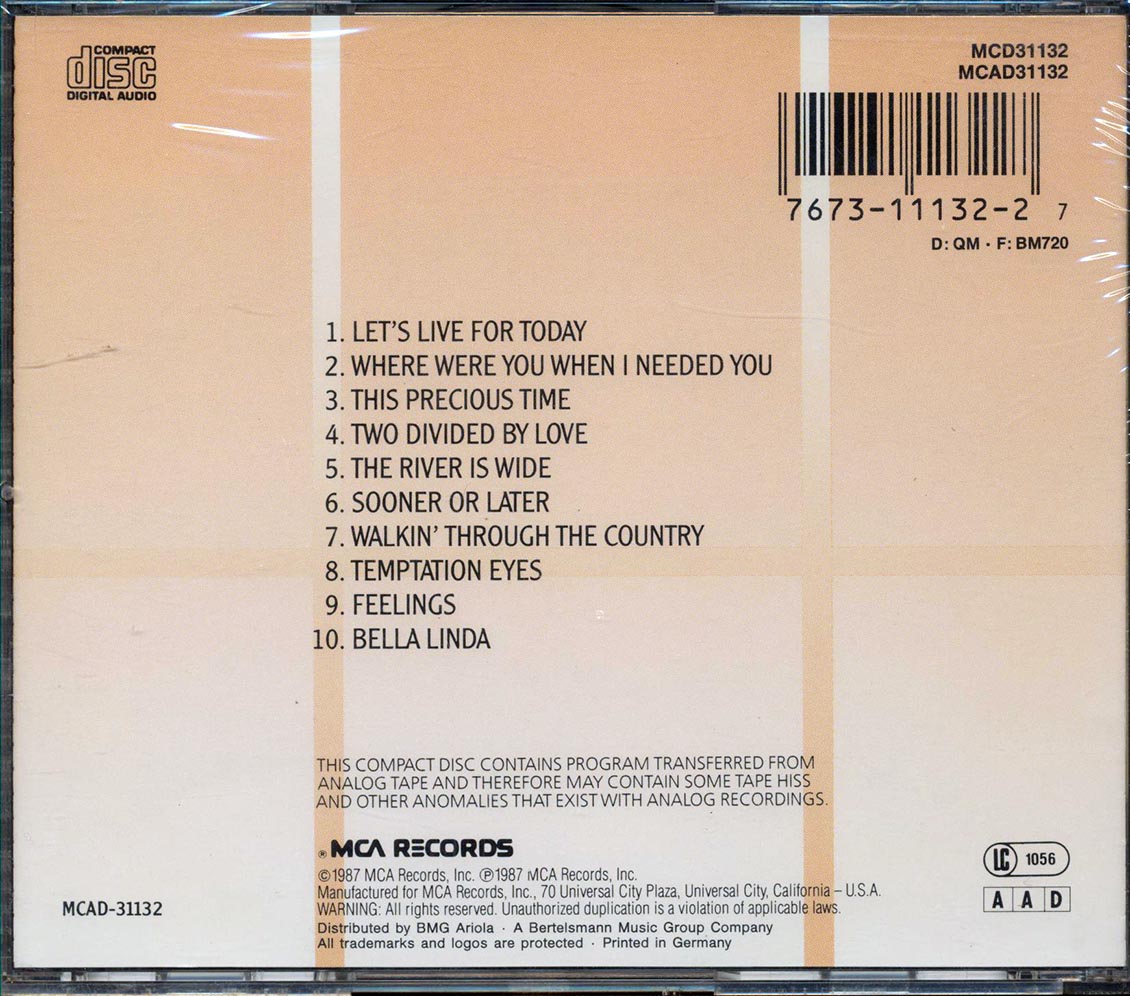 COMPACT
disc
DIGITAL AUDIO
MCD31132
MCAD31132
7673-11132-2 7
D: QM · F: BM720
1. LET'S LIVE FOR TODAY
2. WHERE WERE YOU WHEN I NEEDED YOU
3. THIS PRECIOUS TIME
4. TWO DIVIDED BY LOVE
5. THE RIVER IS WIDE
6. SOONER OR LATER
7. WALKIN' THROUGH THE COUNTRY
8. TEMPTATION EYES
9. FEELINGS
10. BELLA LINDA
THIS COMPACT DISC CONTAINS PROGRAM TRANSFERRED FROM
ANALOG TAPE AND THEREFORE MAY CONTAIN SOME TAPE HISS
AND OTHER ANOMALIES THAT EXIST WITH ANALOG RECORDINGS.
® MCA RECORDS
©1987 MCA Records, Inc. ℗1987 MCA Records, Inc.
Manufactured for MCA Records, Inc., 70 Universal City Plaza, Universal City, California – U.S.A.
WARNING: All rights reserved. Unauthorized duplication is a violation of applicable laws.
Distributed by BMG Ariola · A Bertelsmann Music Group Company
All trademarks and logos are protected · Printed in Germany
MCAD-31132
LC 1056
A A D